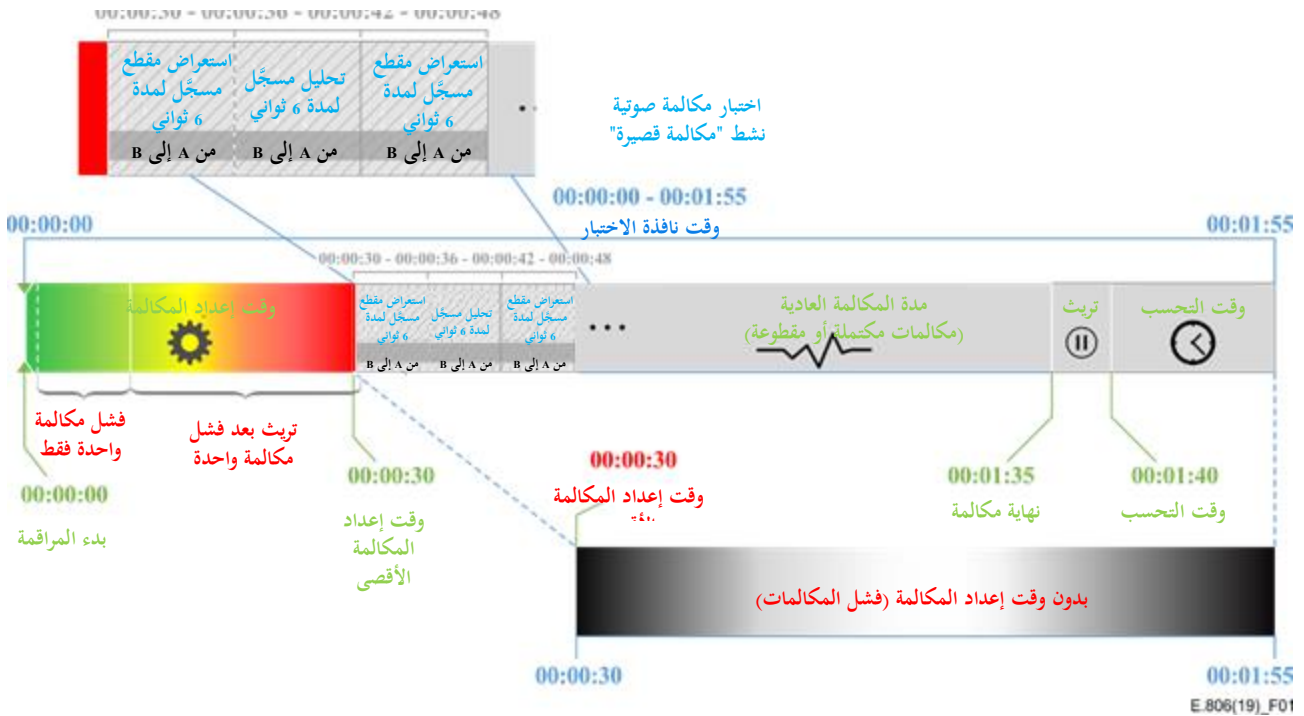 00:00:30 - 00:00:36 - 00:00:42 - 00:00:48
استعراض مقطع
مسجَّل لمدة
6 ثواني
من A إلى B
تحليل مسجَّل
لمدة 6 ثواني
من A إلى B
استعراض مقطع
مسجَّل لمدة
6 ثواني
من A إلى B
اختبار مكالمة صوتية
نشط "مكالمة قصيرة"
00:00:00 - 00:01:55
وقت نافذة الاختبار
00:00:00
00:01:55
00:00:30 - 00:00:36 - 00:00:42 - 00:00:48
وقت إعداد المكالمة
استعراض مقطع
مسجَّل لمدة
6 ثواني
من A إلى B
تحليل مسجَّل
لمدة 6 ثواني
من A إلى B
استعراض مقطع
مسجَّل لمدة
6 ثواني
من A إلى B
مدة المكالمة العادية
(مكالمات مكتملة أو مقطوعة)
تريث
وقت التحسب
فشل مكالمة
واحدة فقط
تريث بعد فشل
مكالمة واحدة
00:00:00
بدء المراقمة
00:00:30
وقت إعداد
المكالمة
الأقصى
00:00:30
وقت إعداد المكالمة
00:01:35
نهاية مكالمة
00:01:40
وقت التحسب
بدون وقت إعداد المكالمة (فشل المكالمات)
00:00:30
00:01:55
E.806(19)_F01